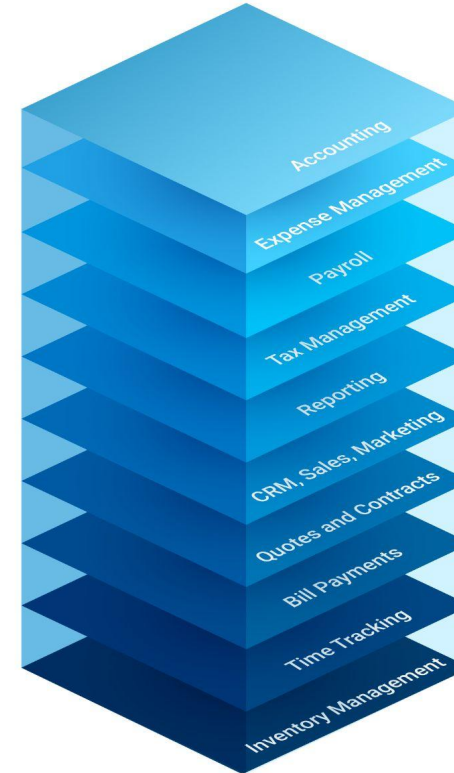 Accounting
Expense Management
Payroll
Tax Management
Reporting
CRM, Sales, Marketing
Quotes and Contracts
Bill Payments
Time Tracking
Inventory Management